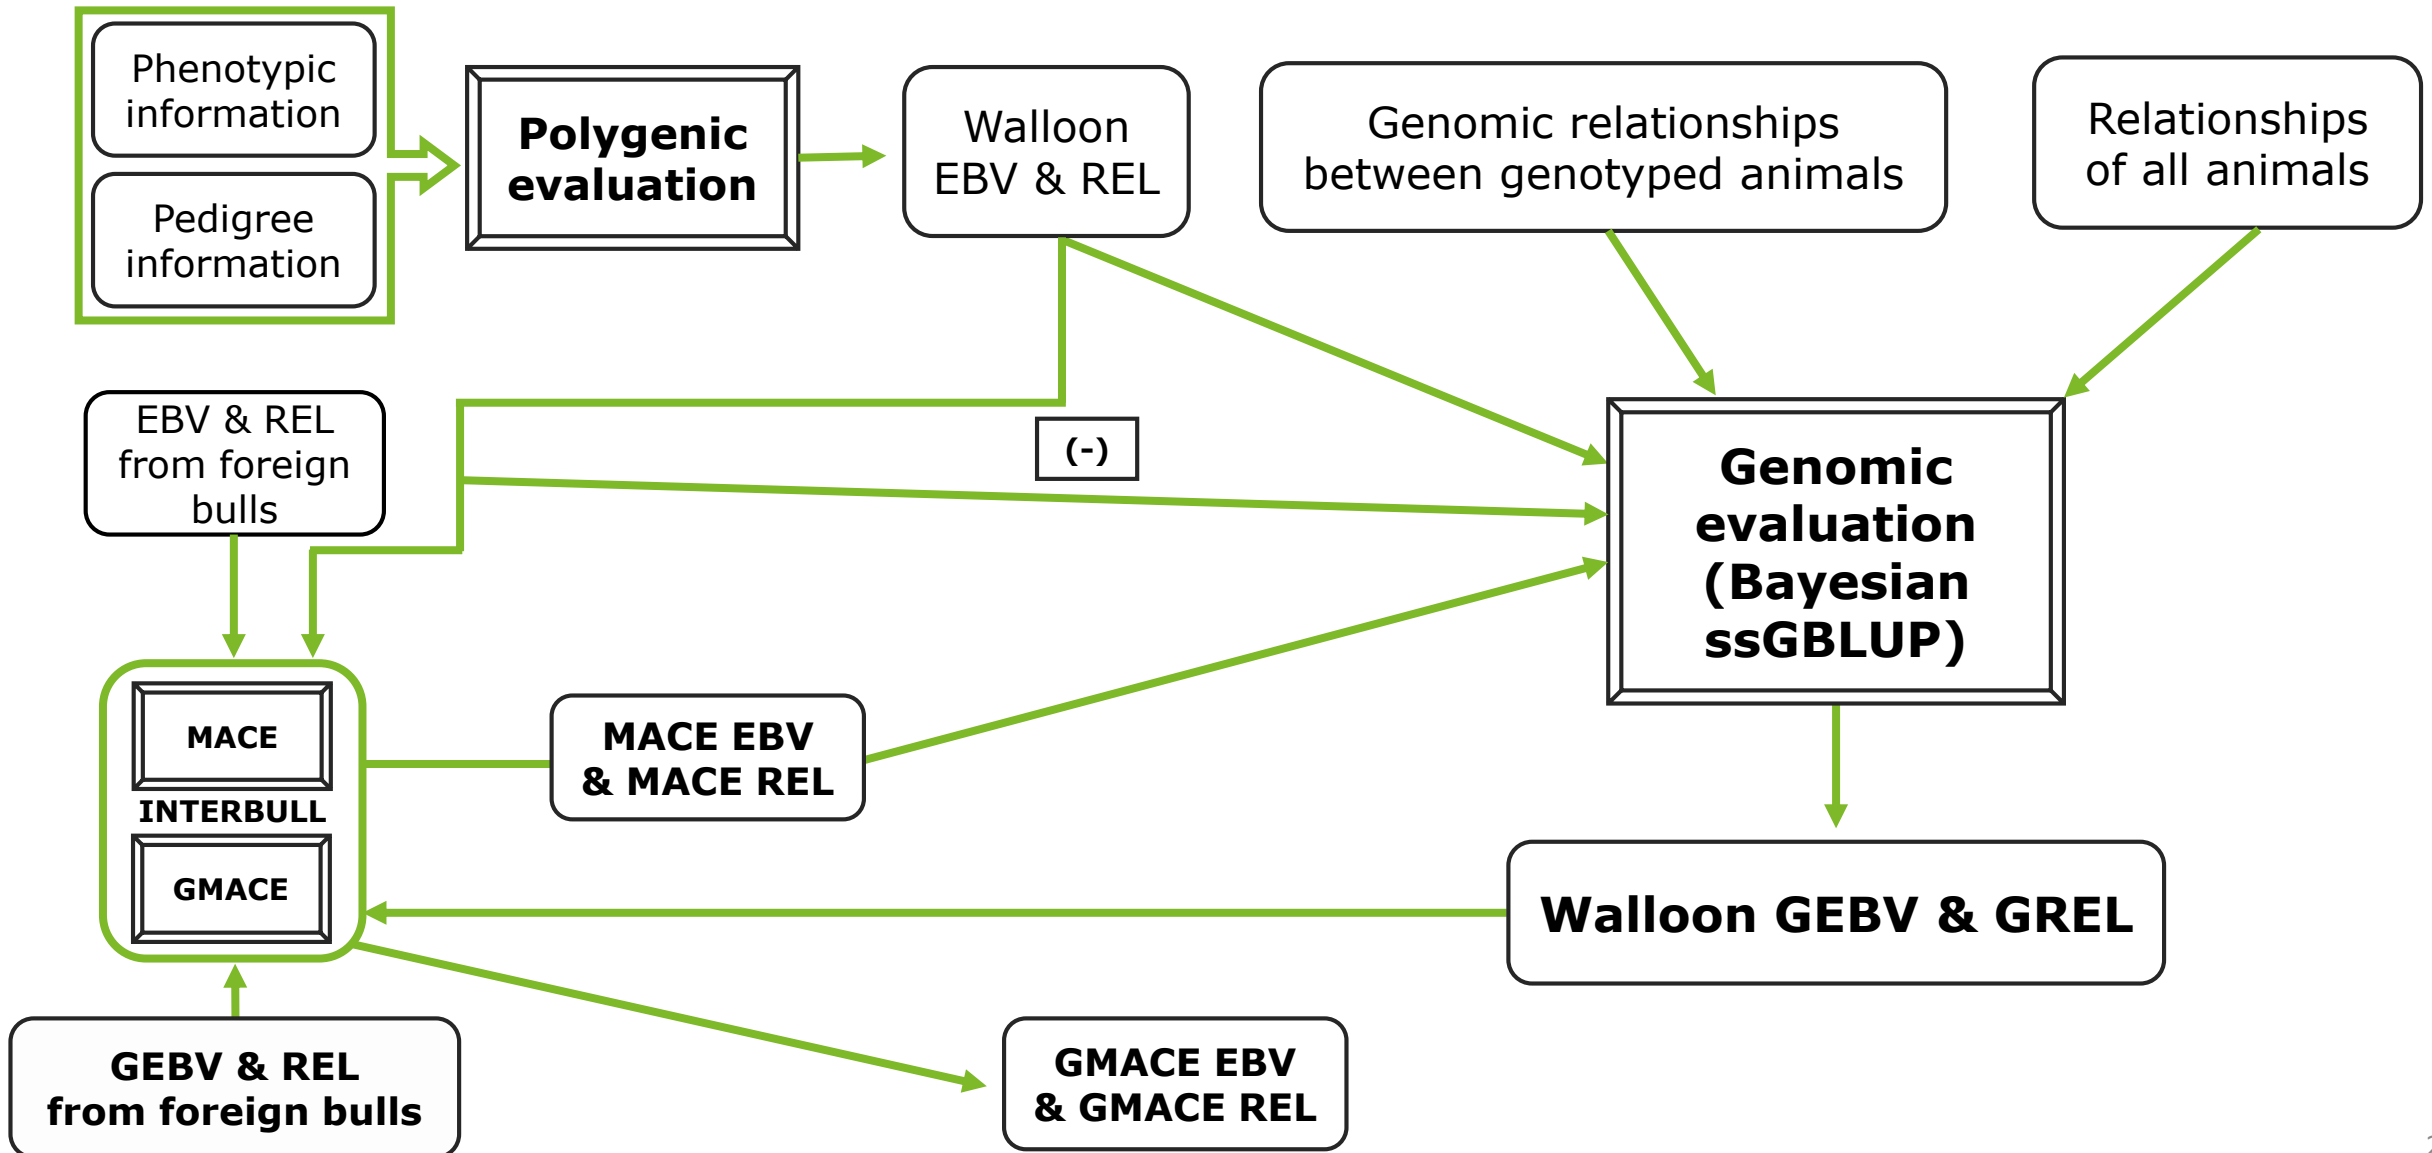 Phenotypic
information
Pedigree
information
Polygenic
evaluation
Walloon
EBV & REL
Genomic relationships
between genotyped animals
Relationships
of all animals
EBV & REL
from foreign
bulls
(-)
Genomic
evaluation
(Bayesian
ssGBLUP)
MACE
INTERBULL
GMACE
MACE EBV
& MACE REL
Walloon GEBV & GREL
GEBV & REL
from foreign bulls
GMACE EBV
& GMACE REL